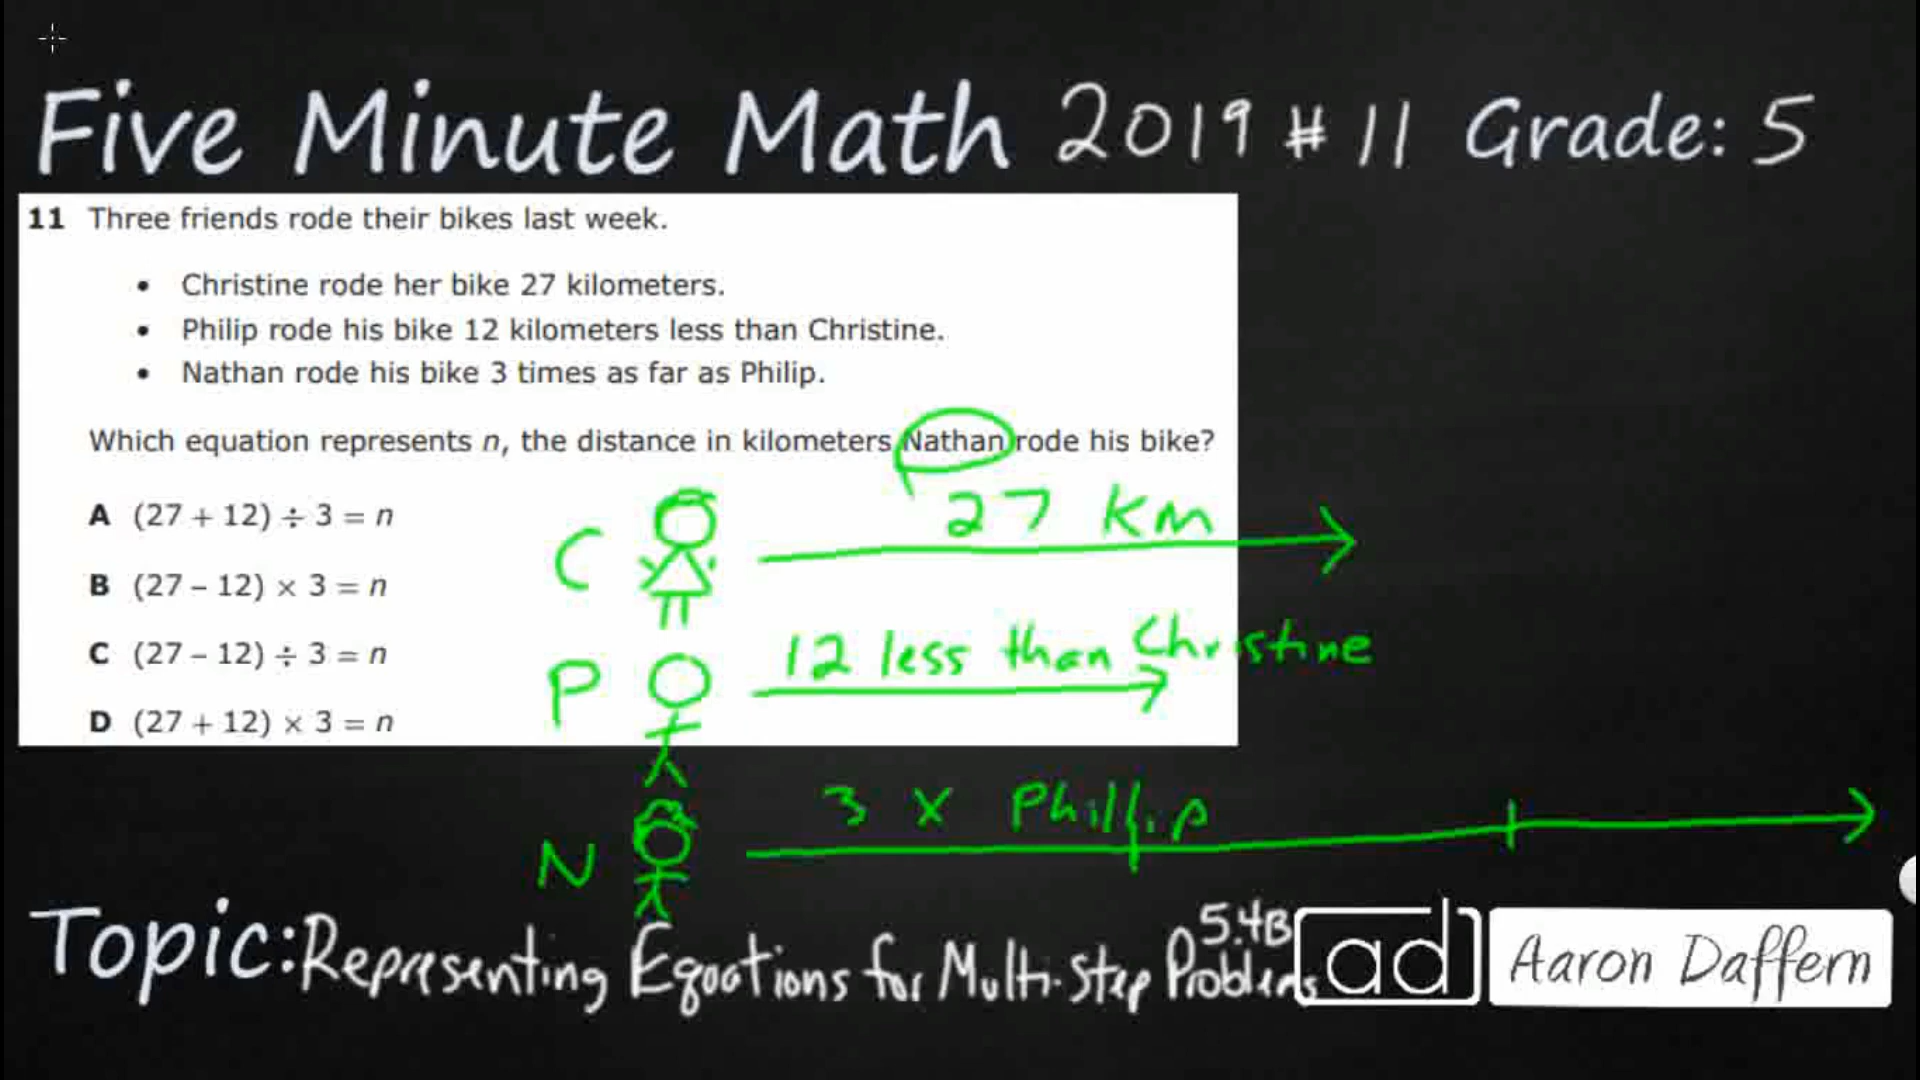 Five Minute Math 2019 #11 Grade: 5
11 Three friends rode their bikes last week.
• Christine rode her bike 27 kilometers.
• Philip rode his bike 12 kilometers less than Christine.
• Nathan rode his bike 3 times as far as Philip.
Which equation represents n, the distance in kilometers Nathan rode his bike?
A (27 + 12) ÷ 3 = n
B (27 – 12) × 3 = n
C (27 – 12) ÷ 3 = n
D (27 + 12) × 3 = n
C 27 Km
P 12 less than Christine
N 3 x Phillip
Topic: Representing Equations for Multi-Step Problems
5.4B
ad Aaron Daffern